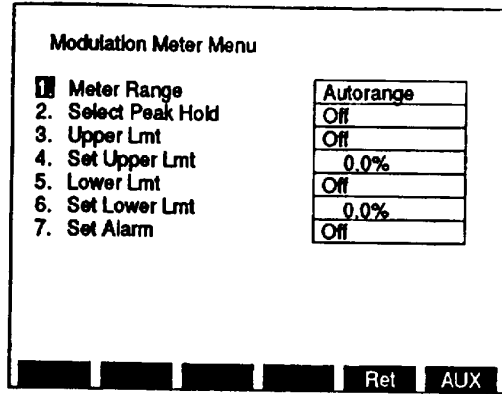 Modulation Meter Menu
1. Meter Range Autorange
2. Select Peak Hold Off
3. Upper Lmt Off
4. Set Upper Lmt 0.0%
5. Lower Lmt Off
6. Set Lower Lmt 0.0%
7. Set Alarm Off
Ret AUX